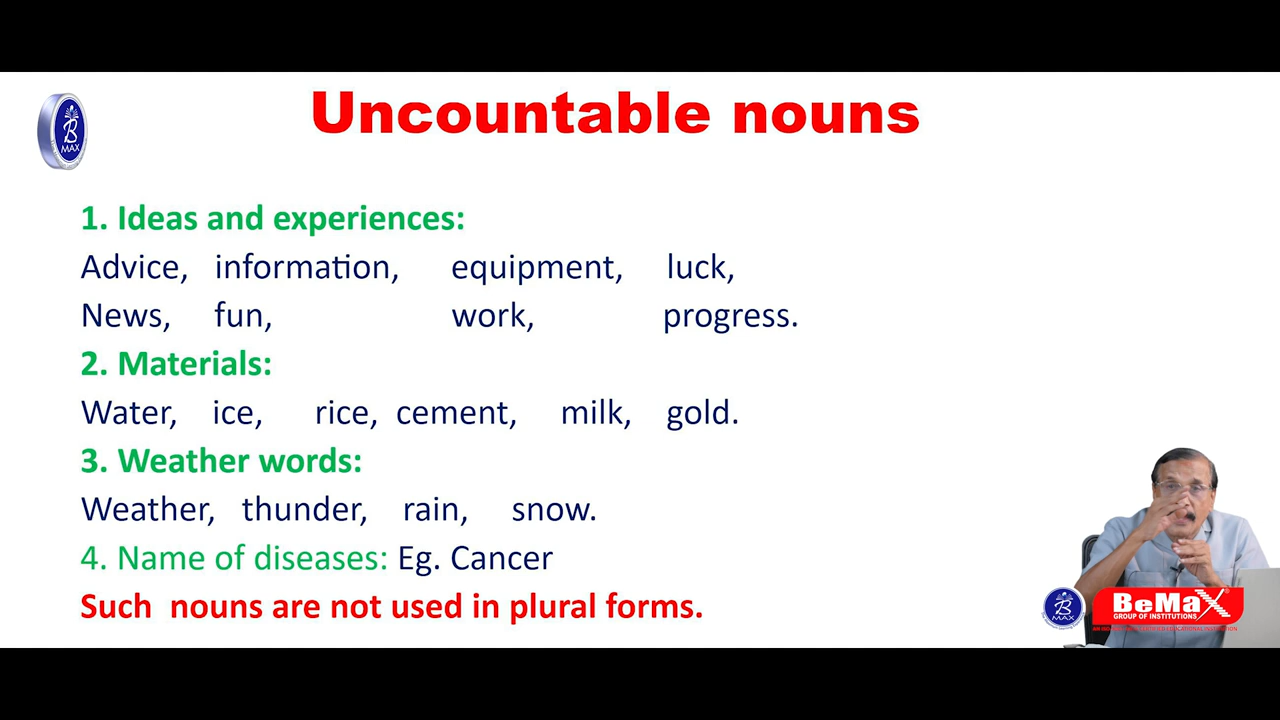 B
MAX
Uncountable nouns
1. Ideas and experiences:
Advice, information, equipment, luck,
News, fun, work, progress.
2. Materials:
Water, ice, rice, cement, milk, gold.
3. Weather words:
Weather, thunder, rain, snow.
4. Name of diseases: Eg. Cancer
Such nouns are not used in plural forms.
B
MAX
BeMax
GROUP OF INSTITUTIONS